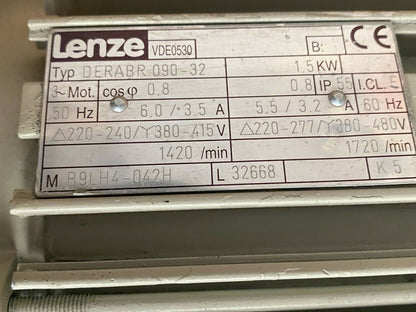 Lenze VDE0530 B: CE
Typ DERABR 090-32 1.5 KW
3~Mot. cos φ 0.8 0.8 IP 55 I.CL.
50 Hz 6.0 / 3.5 A 5.5 / 3.2 A 60 Hz
△220-240/Y380-415V △220-277/Y380-480V
1420 /min 1720 /min
M B9LH4-042H L 32668 K 5